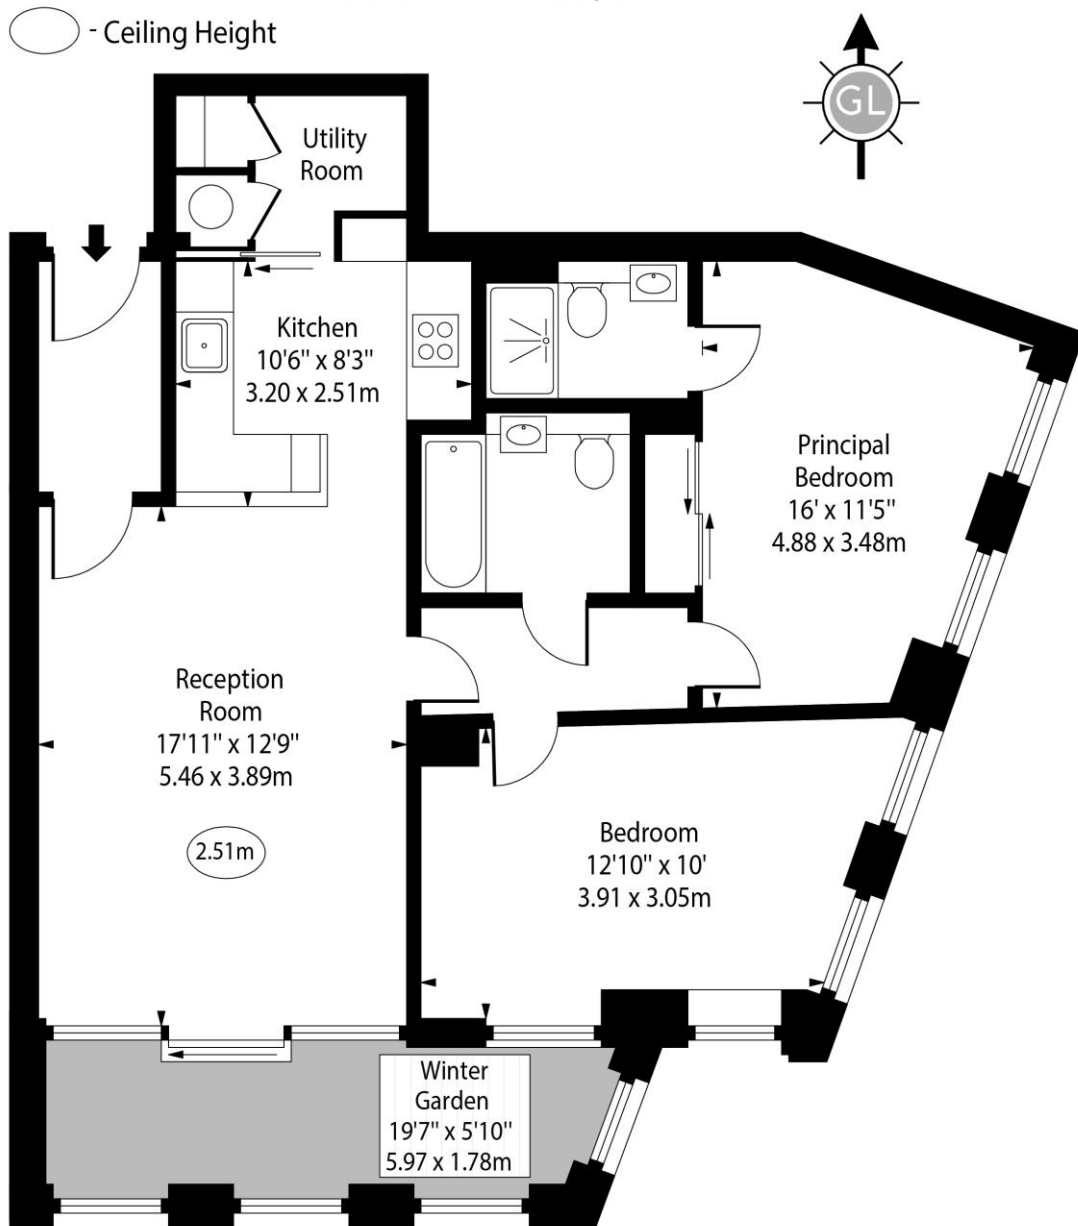 - Ceiling Height
GL
Utility
Room
Kitchen
10'6" x 8'3"
3.20 x 2.51m
Principal
Bedroom
16' x 11'5"
4.88 x 3.48m
Reception
Room
17'11" x 12'9"
5.46 x 3.89m
2.51m
Bedroom
12'10" x 10'
3.91 x 3.05m
Winter
Garden
19'7" x 5'10"
5.97 x 1.78m